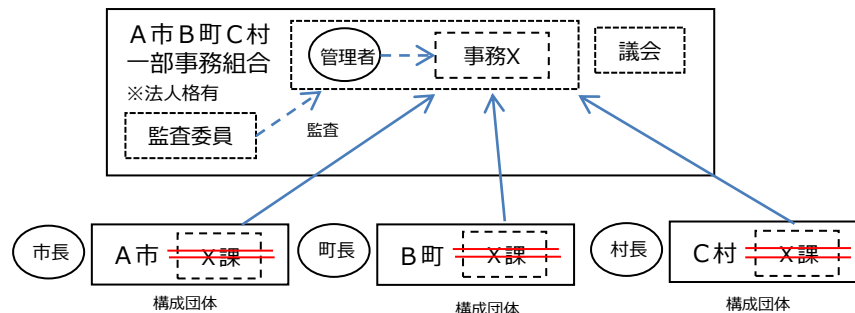 A市B町C村
一部事務組合
※法人格有
管理者
事務X
議会
監査委員
監査
市長
A市
X課
町長
B町
X課
村長
C村
X課
構成団体
構成団体
構成団体